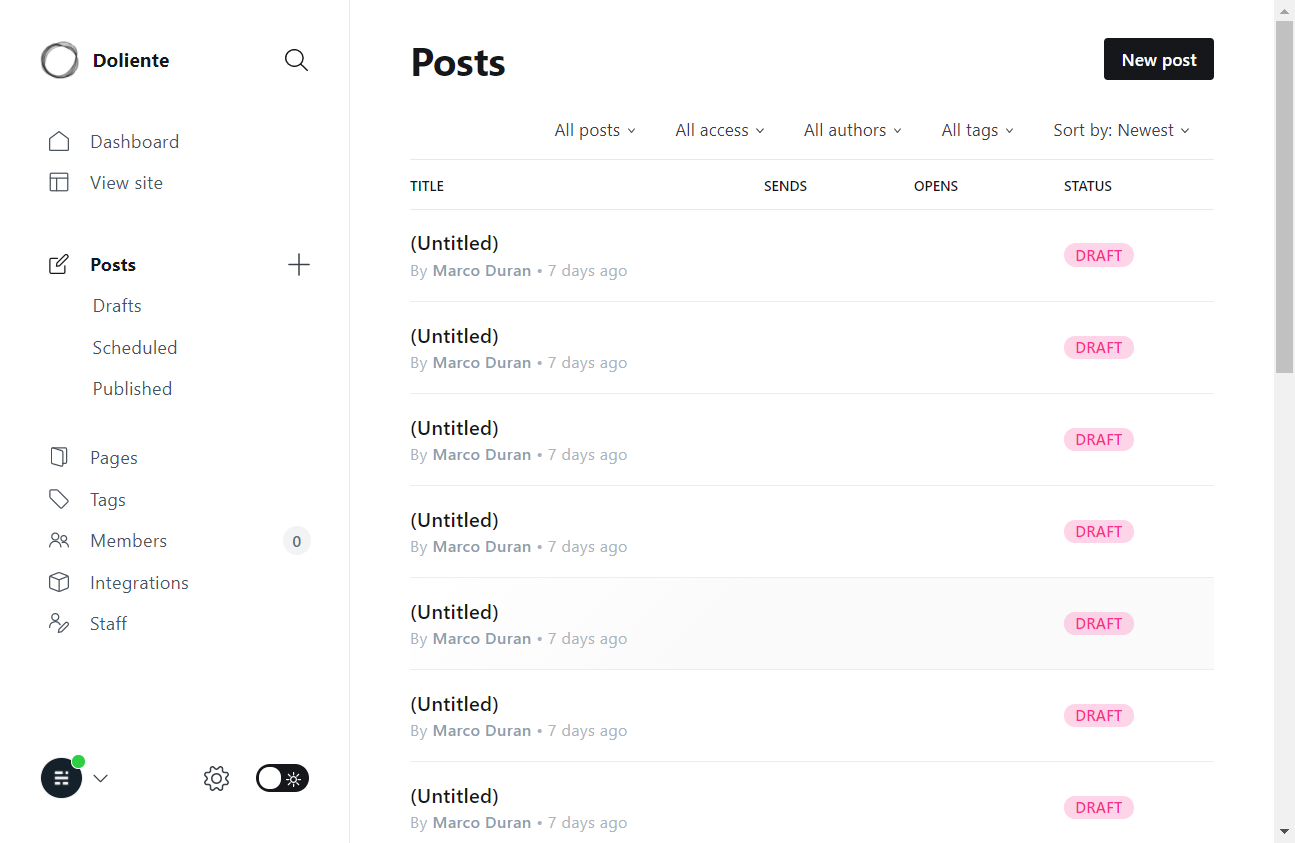 Doliente
Dashboard
View site
Posts
Drafts
Scheduled
Published
Pages
Tags
Members 0
Integrations
Staff
Posts
New post
All posts All access All authors All tags Sort by: Newest
TITLE SENDS OPENS STATUS
(Untitled)
By Marco Duran • 7 days ago
DRAFT
(Untitled)
By Marco Duran • 7 days ago
DRAFT
(Untitled)
By Marco Duran • 7 days ago
DRAFT
(Untitled)
By Marco Duran • 7 days ago
DRAFT
(Untitled)
By Marco Duran • 7 days ago
DRAFT
(Untitled)
By Marco Duran • 7 days ago
DRAFT
(Untitled)
By Marco Duran • 7 days ago
DRAFT